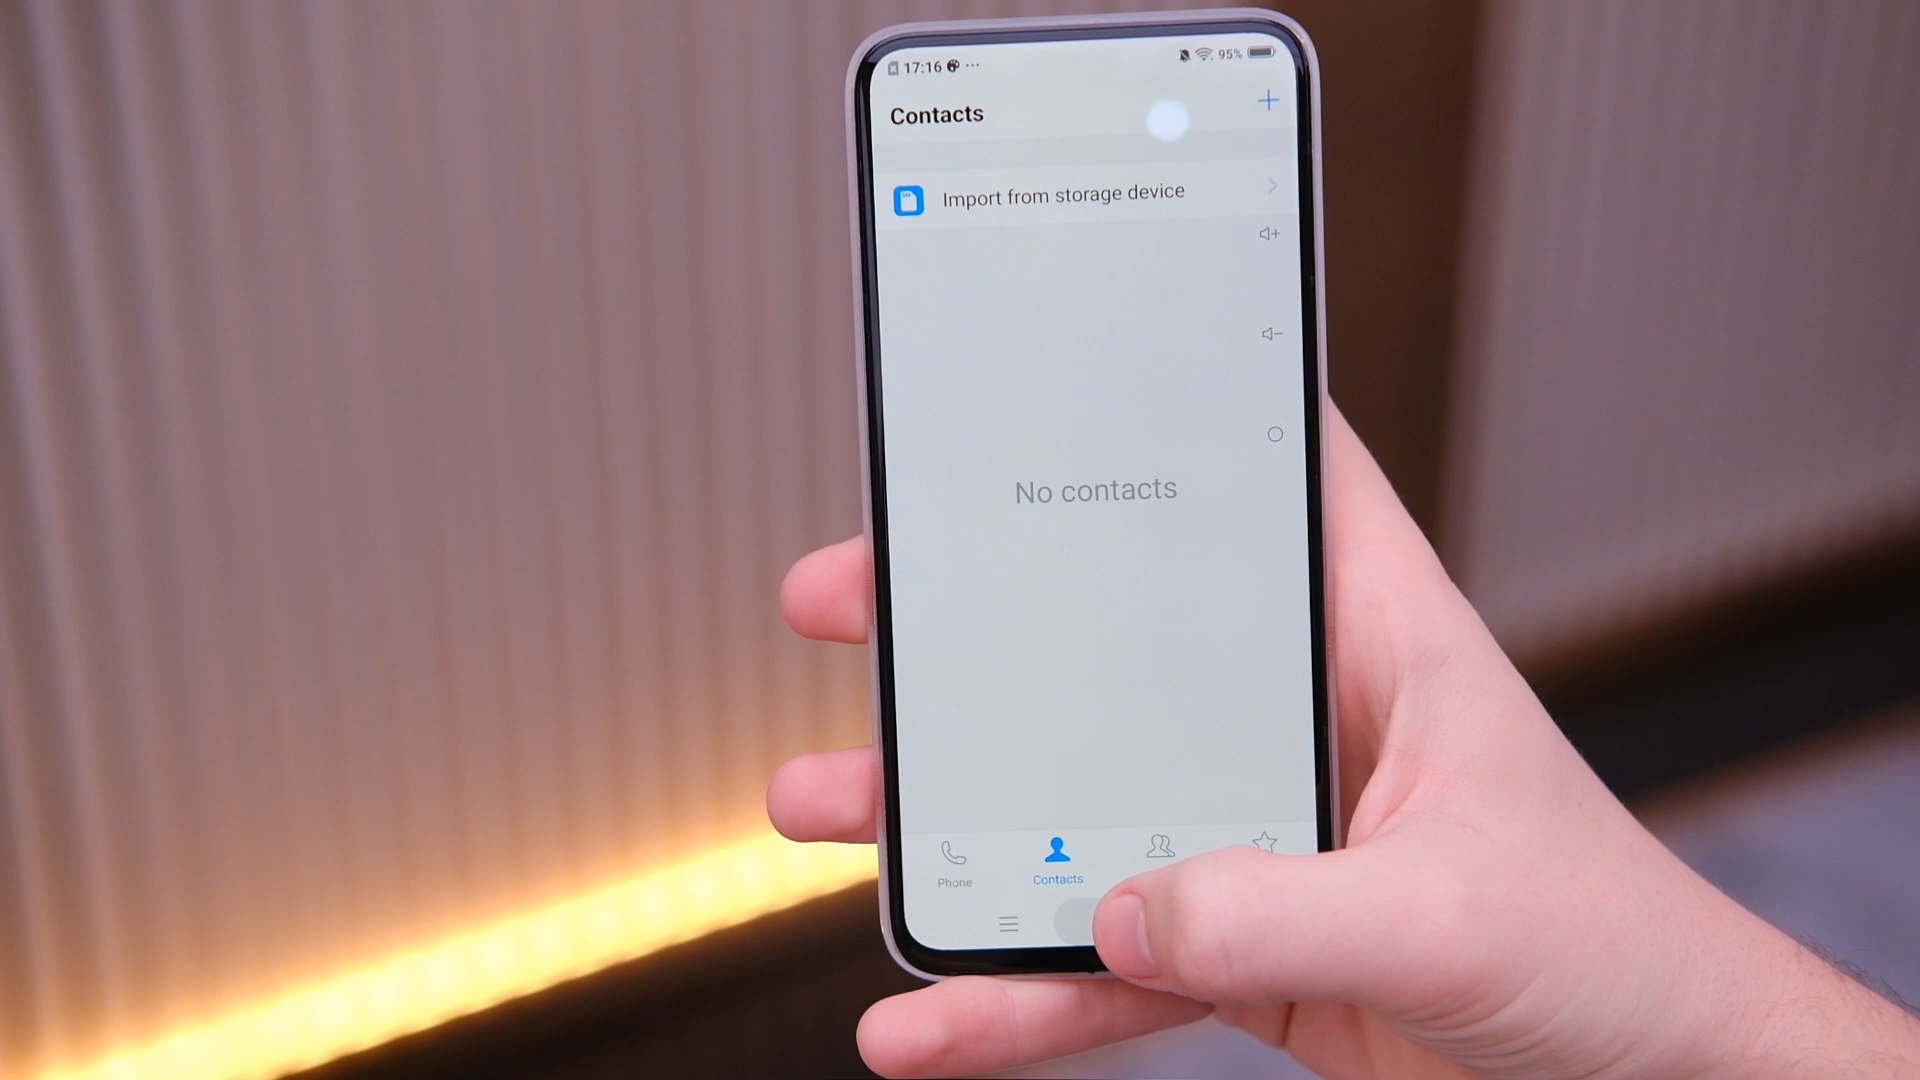 17:16 ... 95%
Contacts
Import from storage device
No contacts
Phone Contacts